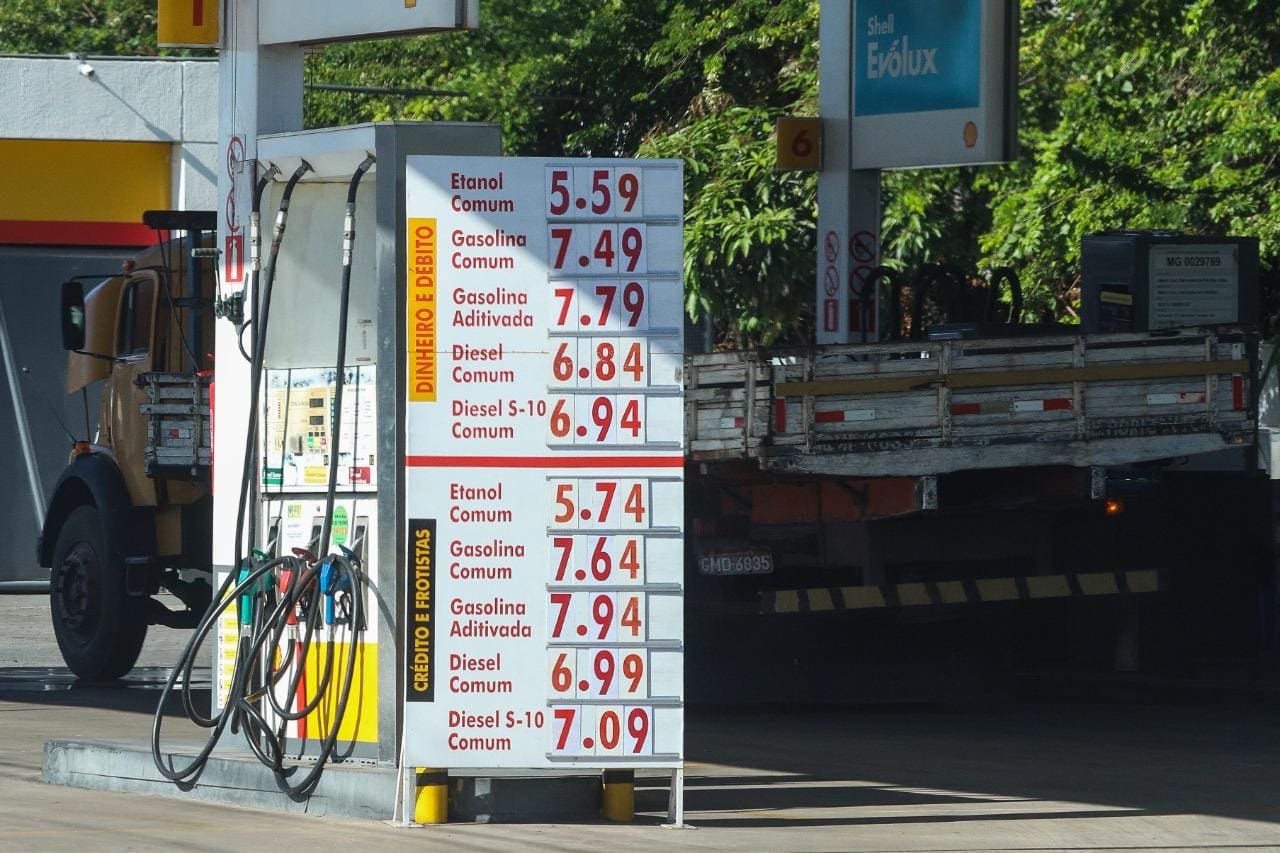 Shell
Evolux
6
MG 0029769
DINHEIRO E DÉBITO
Etanol
Comum
5.59
Gasolina
Comum
7.49
Gasolina
Aditivada
7.79
Diesel
Comum
6.84
Diesel S-10
Comum
6.94
CRÉDITO E FROTISTAS
Etanol
Comum
5.74
Gasolina
Comum
7.64
Gasolina
Aditivada
7.94
Diesel
Comum
6.99
Diesel S-10
Comum
7.09
GMD-6835